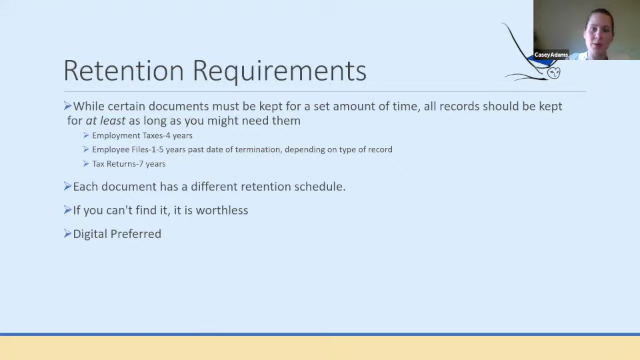 Casey Adams
Retention Requirements
While certain documents must be kept for a set amount of time, all records should be kept
for at least as long as you might need them
Employment Taxes-4 years
Employee Files-1-5 years past date of termination, depending on type of record
Tax Returns-7 years
Each document has a different retention schedule.
If you can't find it, it is worthless
Digital Preferred